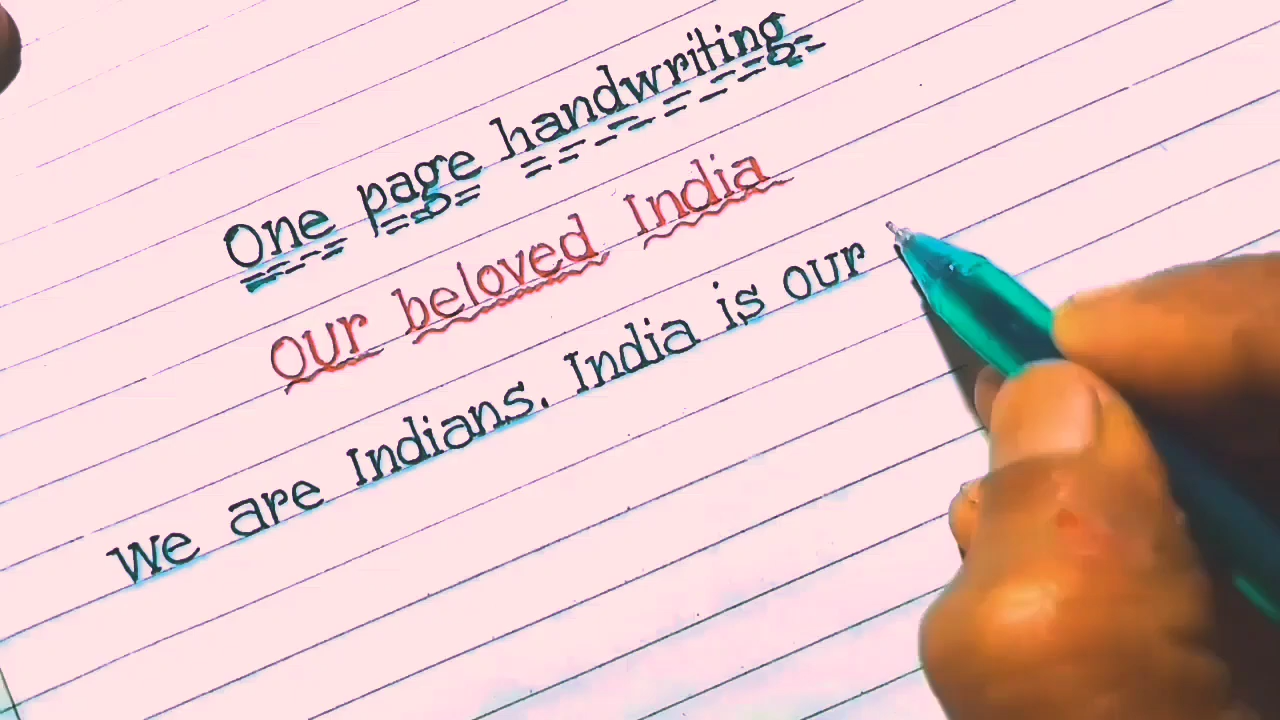 One page handwriting
Our beloved India
We are Indians. India is our